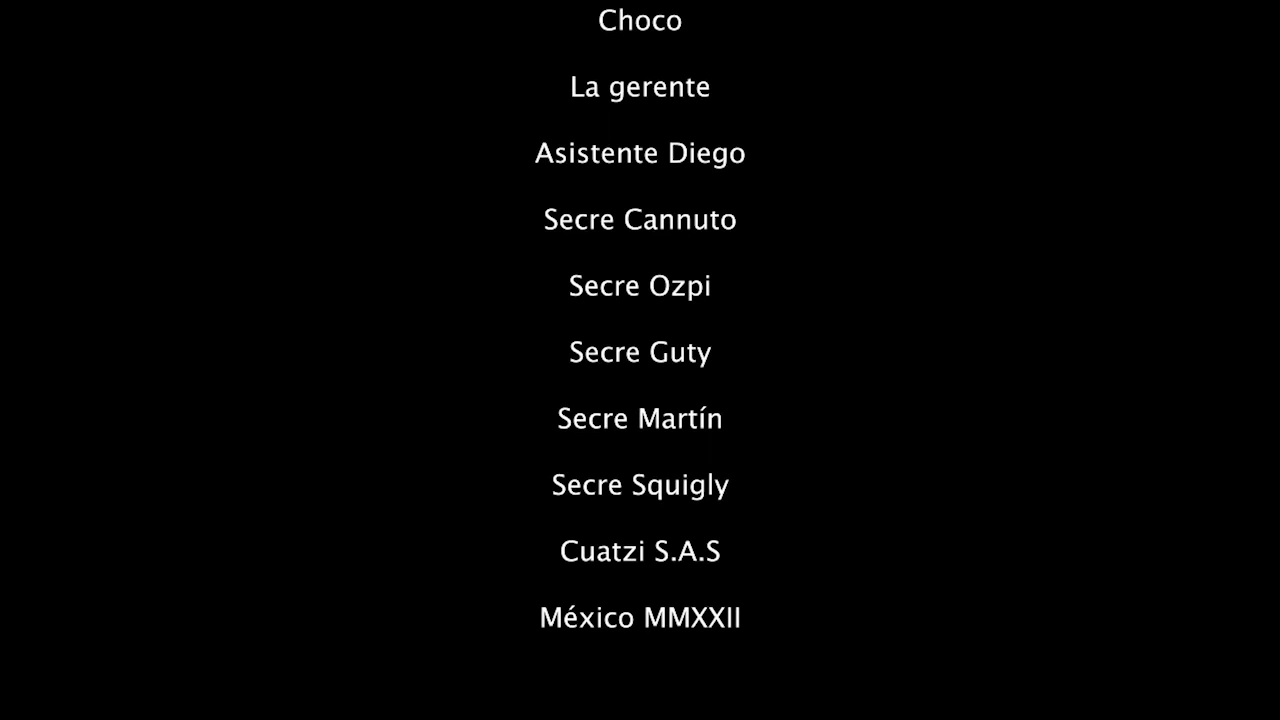 Choco
La gerente
Asistente Diego
Secre Cannuto
Secre Ozpi
Secre Guty
Secre Martín
Secre Squigly
Cuatzi S.A.S
México MMXXII